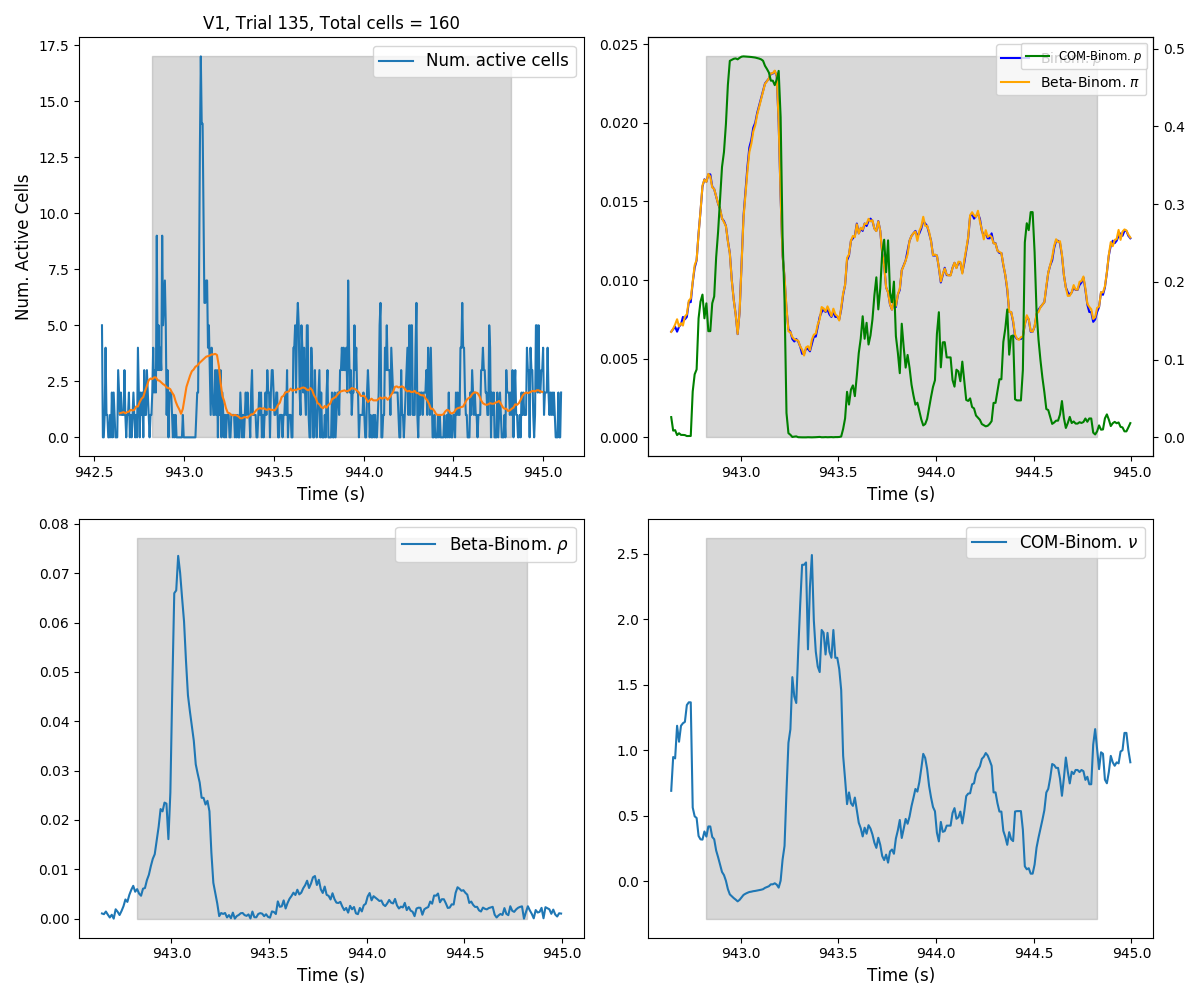 V1, Trial 135, Total cells = 160
Num. active cells
17.5
15.0
12.5
10.0
7.5
5.0
2.5
0.0
Num. Active Cells
942.5 943.0 943.5 944.0 944.5 945.0
Time (s)
COM-Binom. p
Beta-Binom. π
0.025
0.020
0.015
0.010
0.005
0.000
0.5
0.4
0.3
0.2
0.1
0.0
943.0 943.5 944.0 944.5 945.0
Time (s)
Beta-Binom. ρ
0.08
0.07
0.06
0.05
0.04
0.03
0.02
0.01
0.00
943.0 943.5 944.0 944.5 945.0
Time (s)
COM-Binom. ν
2.5
2.0
1.5
1.0
0.5
0.0
943.0 943.5 944.0 944.5 945.0
Time (s)